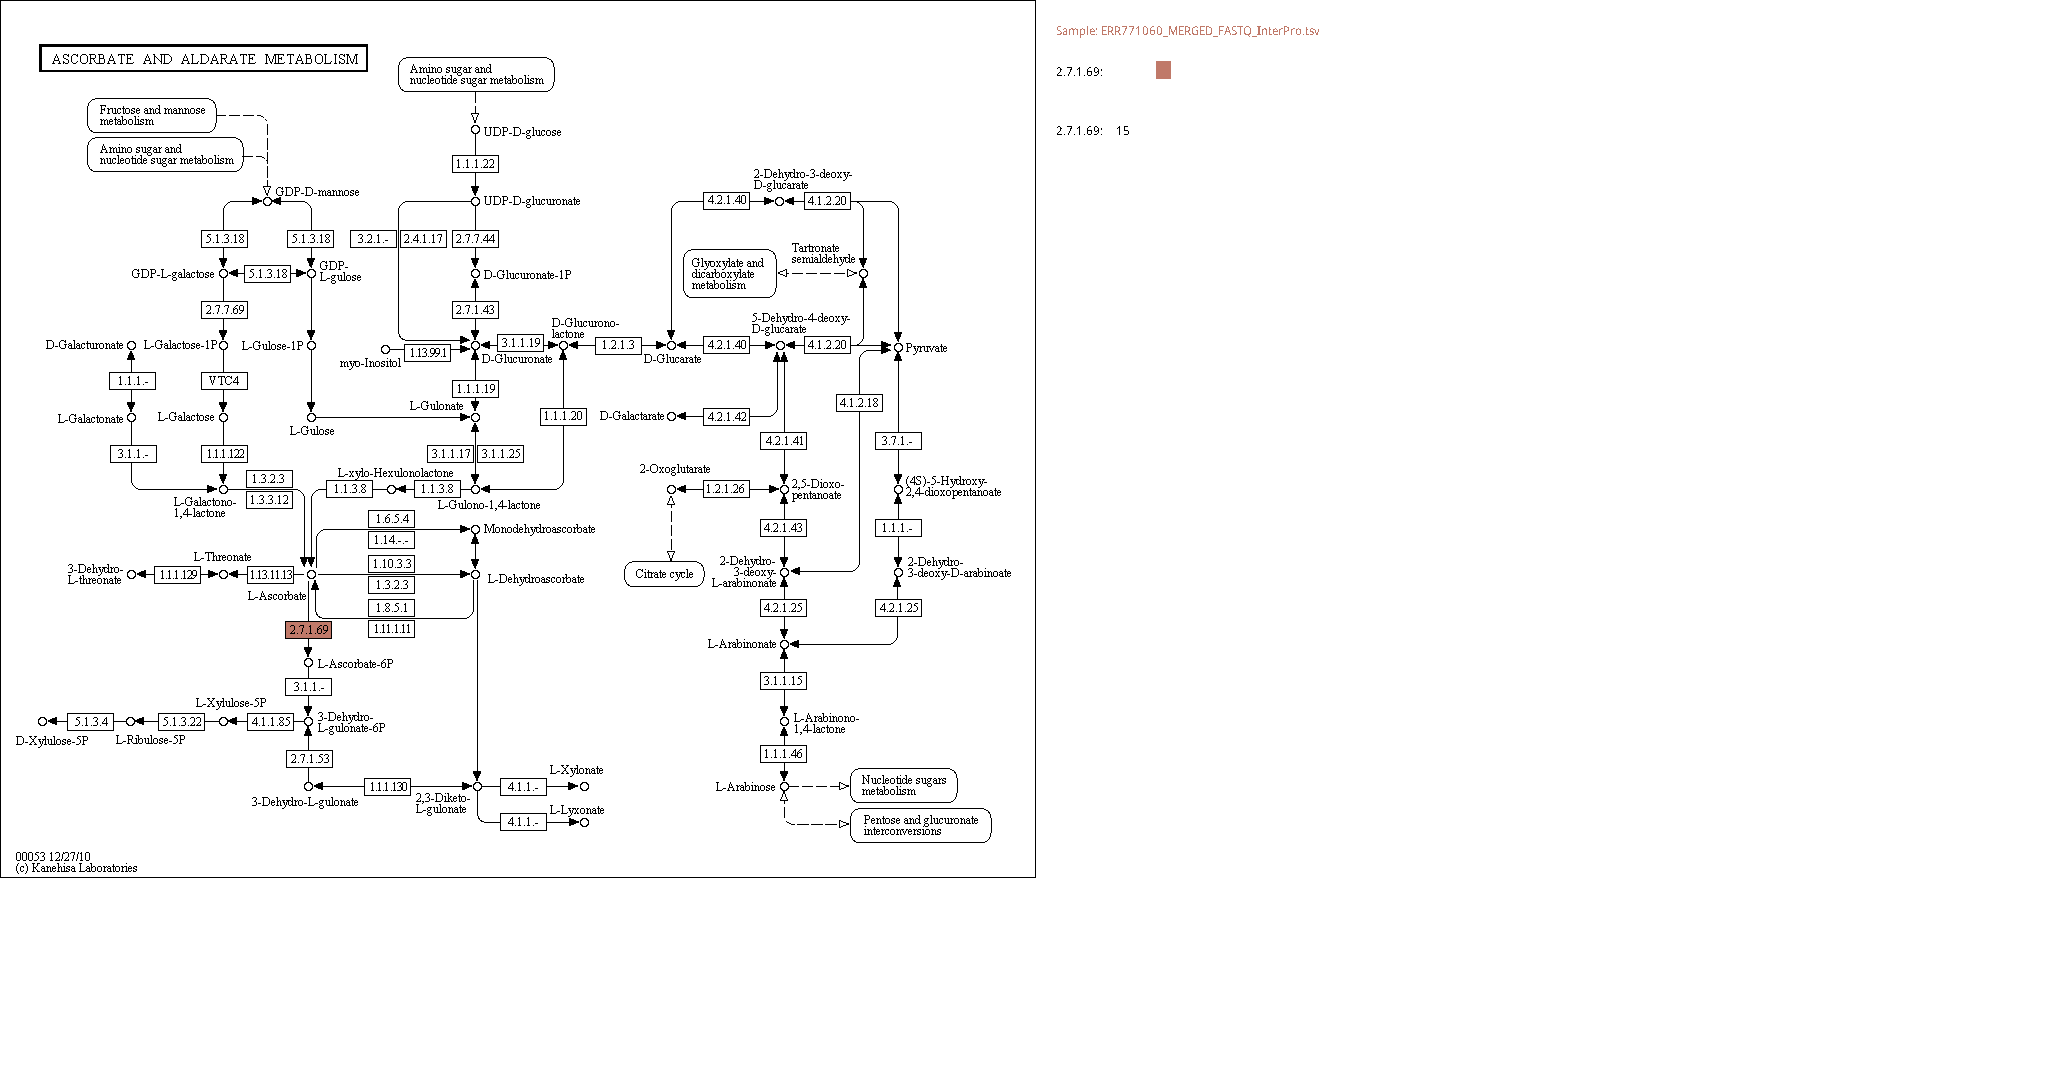 ASCORBATE AND ALDARATE METABOLISM
Amino sugar and
nucleotide sugar metabolism
Fructose and mannose
metabolism
Amino sugar and
nucleotide sugar metabolism
UDP-D-glucose
1.1.1.22
GDP-D-mannose
UDP-D-glucuronate
2-Dehydro-3-deoxy-
D-glucarate
4.2.1.40
4.1.2.20
5.1.3.18
5.1.3.18
3.2.1.-
2.4.1.17
2.7.7.44
Tartronate
semialdehyde
Glyoxylate and
dicarboxylate
metabolism
GDP-L-galactose
5.1.3.18
GDP-
L-gulose
D-Glucuronate-1P
2.7.7.69
2.7.1.43
D-Glucurono-
lactone
5-Dehydro-4-deoxy-
D-glucarate
D-Galacturonate
L-Galactose-1P
L-Gulose-1P
1.13.99.1
3.1.1.19
1.2.1.3
4.2.1.40
4.1.2.20
Pyruvate
myo-Inositol
D-Glucuronate
D-Glucarate
1.1.1.-
VTC4
1.1.1.19
L-Gulonate
4.1.2.18
L-Galactonate
L-Galactose
L-Gulose
1.1.1.20
D-Galactarate
4.2.1.42
3.1.1.-
1.1.1.122
3.1.1.17
3.1.1.25
4.2.1.41
3.7.1.-
1.3.2.3
1.3.3.12
L-xylo-Hexulonolactone
1.1.3.8
1.1.3.8
2-Oxoglutarate
1.2.1.26
2,5-Dioxo-
pentanoate
(4S)-5-Hydroxy-
2,4-dioxopentanoate
L-Galactono-
1,4-lactone
L-Gulono-1,4-lactone
1.6.5.4
1.14.-.-
Monodehydroascorbate
4.2.1.43
1.1.1.-
L-Threonate
1.10.3.3
3-Dehydro-
L-threonate
1.1.1.129
1.13.11.13
L-Ascorbate
1.3.2.3
L-Dehydroascorbate
Citrate cycle
2-Dehydro-
3-deoxy-
L-arabinonate
2-Dehydro-
3-deoxy-D-arabinoate
1.8.5.1
1.11.1.11
4.2.1.25
4.2.1.25
2.7.1.69
L-Arabinonate
L-Ascorbate-6P
3.1.1.-
3.1.1.15
L-Xylulose-5P
5.1.3.4
5.1.3.22
4.1.1.85
3-Dehydro-
L-gulonate-6P
D-Xylulose-5P
L-Ribulose-5P
L-Arabinono-
1,4-lactone
2.7.1.53
1.1.1.46
3-Dehydro-L-gulonate
1.1.1.130
2,3-Diketo-
L-gulonate
4.1.1.-
L-Xylonate
4.1.1.-
L-Lyxonate
L-Arabinose
Nucleotide sugars
metabolism
Pentose and glucuronate
interconversions
00053 12/27/10
(c) Kanehisa Laboratories
Sample: ERR771060_MERGED_FASTQ_InterPro.tsv
2.7.1.69:
2.7.1.69: 15